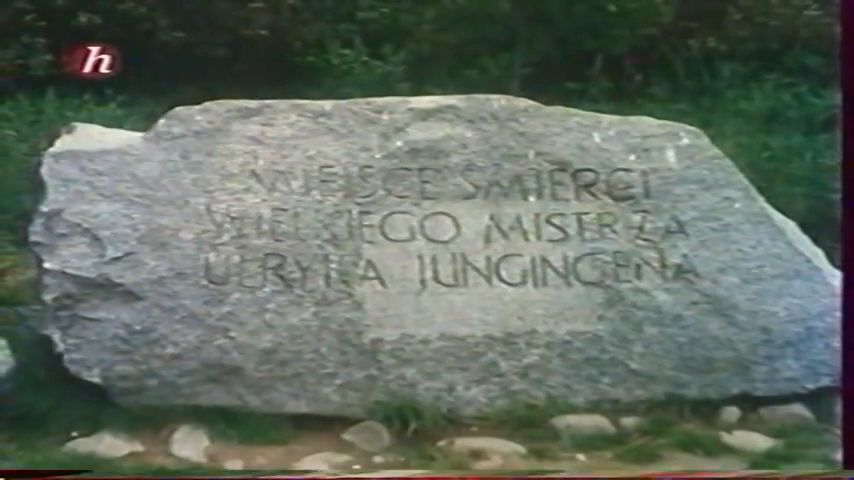 h
MIEJSCE ŚMIERCI
WIELKIEGO MISTRZA
ULRYKA JUNGINGENA